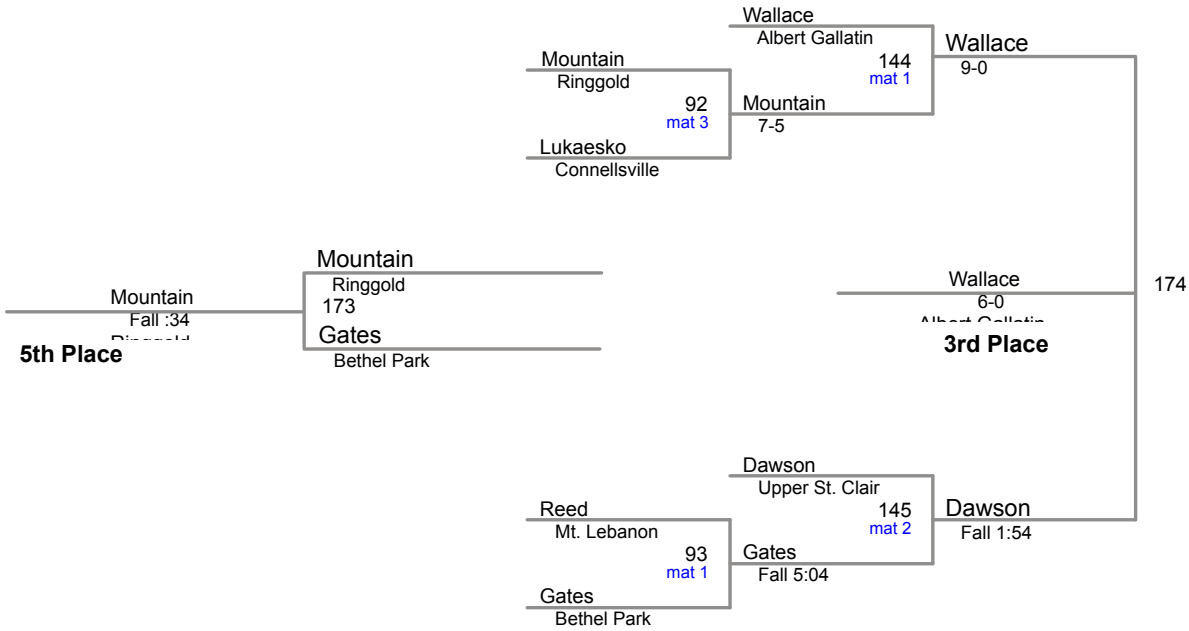 Wallace
Albert Gallatin
144
mat 1
Wallace
9-0
Mountain
Ringgold
92
mat 3
Mountain
7-5
Lukaesko
Connellsville
Mountain
Ringgold
173
Gates
Bethel Park
Mountain
Fall :34
Ringgold
5th Place
Wallace
6-0
Albert Gallatin
3rd Place
174
Dawson
Upper St. Clair
145
mat 2
Dawson
Fall 1:54
Reed
Mt. Lebanon
93
mat 1
Gates
Fall 5:04
Gates
Bethel Park